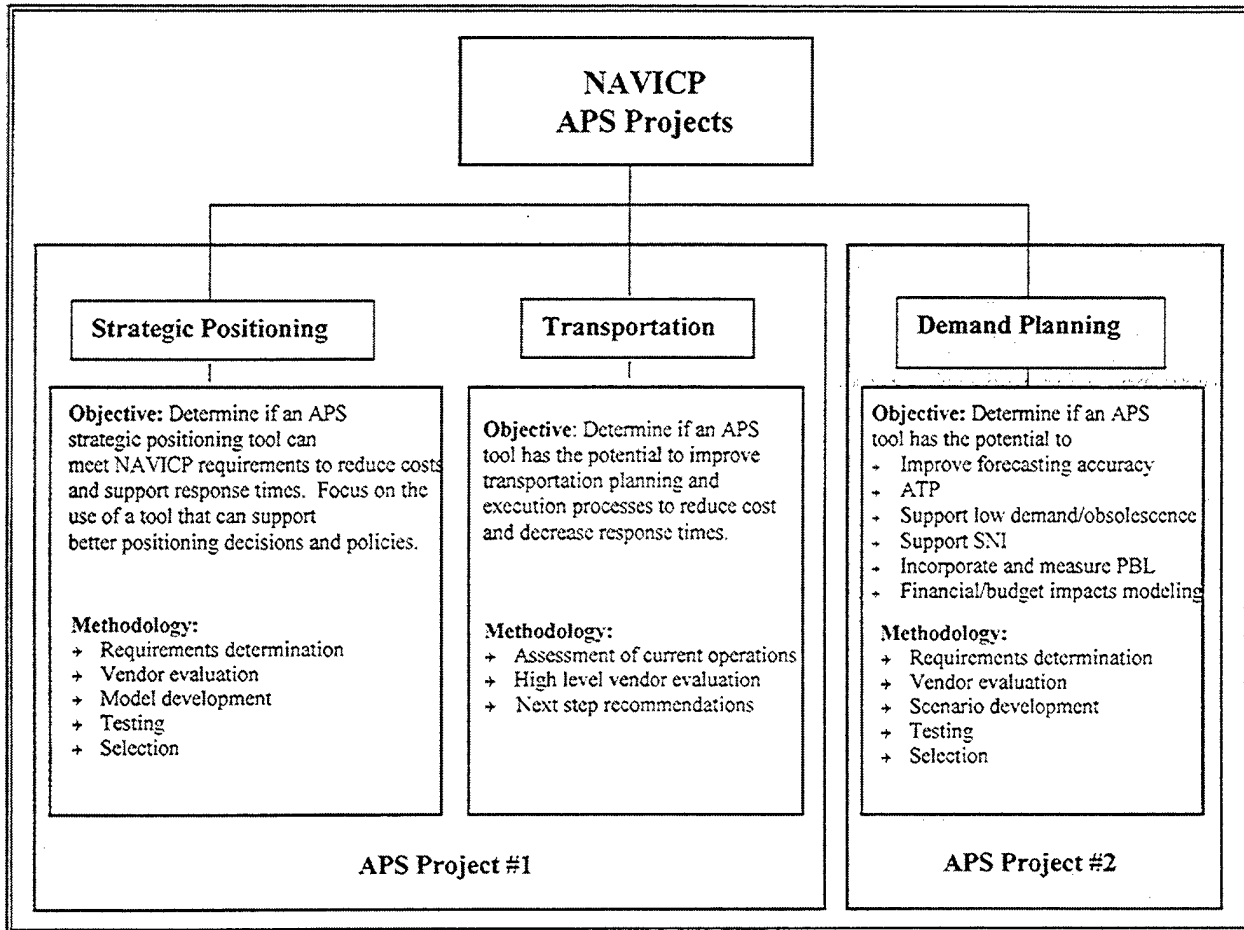 NAVICP
APS Projects
Strategic Positioning
Objective: Determine if an APS
strategic positioning tool can
meet NAVICP requirements to reduce costs
and support response times. Focus on the
use of a tool that can support
better positioning decisions and policies.
Methodology:
→ Requirements determination
→ Vendor evaluation
→ Model development
→ Testing
→ Selection
Transportation
Objective: Determine if an APS
tool has the potential to improve
transportation planning and
execution processes to reduce cost
and decrease response times.
Methodology:
→ Assessment of current operations
→ High level vendor evaluation
→ Next step recommendations
APS Project #1
Demand Planning
Objective: Determine if an APS
tool has the potential to
→ Improve forecasting accuracy
→ ATP
→ Support low demand/obsolescence
→ Support SNI
→ Incorporate and measure PBL
→ Financial/budget impacts modeling
Methodology:
→ Requirements determination
→ Vendor evaluation
→ Scenario development
→ Testing
→ Selection
APS Project #2